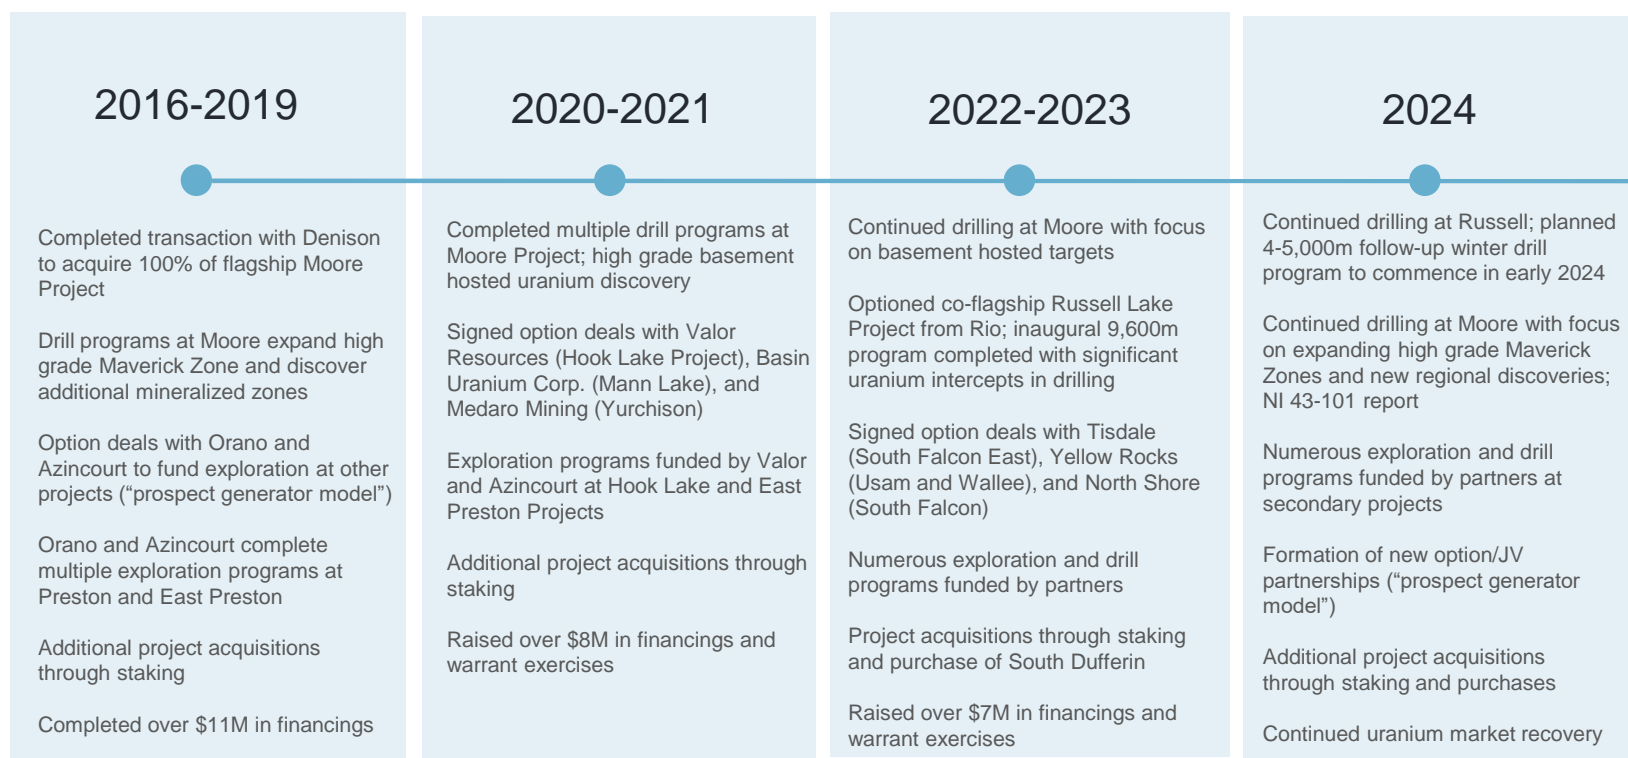 2016-2019
Completed transaction with Denison
to acquire 100% of flagship Moore
Project
Drill programs at Moore expand high
grade Maverick Zone and discover
additional mineralized zones
Option deals with Orano and
Azincourt to fund exploration at other
projects (“prospect generator model”)
Orano and Azincourt complete
multiple exploration programs at
Preston and East Preston
Additional project acquisitions
through staking
Completed over $11M in financings
2020-2021
Completed multiple drill programs at
Moore Project; high grade basement
hosted uranium discovery
Signed option deals with Valor
Resources (Hook Lake Project), Basin
Uranium Corp. (Mann Lake), and
Medaro Mining (Yurchison)
Exploration programs funded by Valor
and Azincourt at Hook Lake and East
Preston Projects
Additional project acquisitions through
staking
Raised over $8M in financings and
warrant exercises
2022-2023
Continued drilling at Moore with focus
on basement hosted targets
Optioned co-flagship Russell Lake
Project from Rio; inaugural 9,600m
program completed with significant
uranium intercepts in drilling
Signed option deals with Tisdale
(South Falcon East), Yellow Rocks
(Usam and Wallee), and North Shore
(South Falcon)
Numerous exploration and drill
programs funded by partners
Project acquisitions through staking
and purchase of South Dufferin
Raised over $7M in financings and
warrant exercises
2024
Continued drilling at Russell; planned
4-5,000m follow-up winter drill
program to commence in early 2024
Continued drilling at Moore with focus
on expanding high grade Maverick
Zones and new regional discoveries;
NI 43-101 report
Numerous exploration and drill
programs funded by partners at
secondary projects
Formation of new option/JV
partnerships (“prospect generator
model”)
Additional project acquisitions
through staking and purchases
Continued uranium market recovery